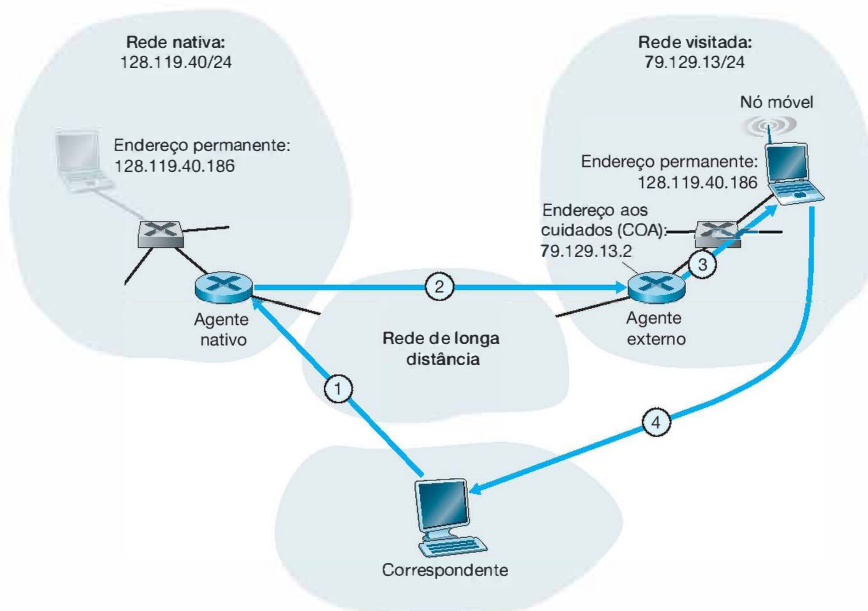 Rede nativa:
128.119.40/24
Endereço permanente:
128.119.40.186
Rede visitada:
79.129.13/24
Nó móvel
Endereço permanente:
128.119.40.186
Endereço aos
cuidados (COA):
79.129.13.2
3
2
Agente
nativo
Agente
externo
Rede de longa
distância
1
4
Correspondente